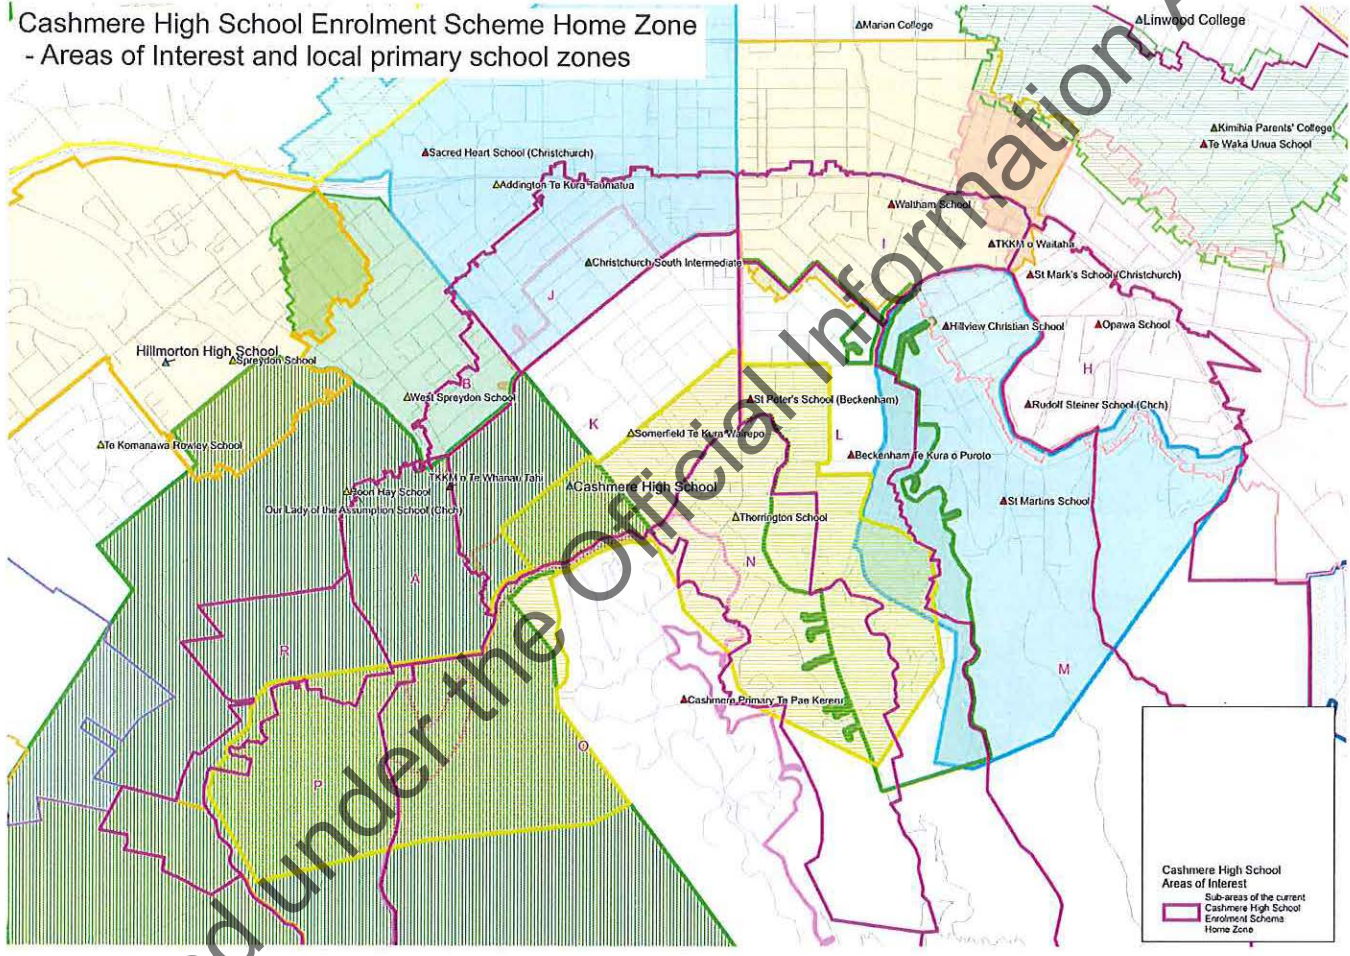 Cashmere High School Enrolment Scheme Home Zone
- Areas of Interest and local primary school zones
Marian College
Linwood College
Kimihia Parents' College
Te Waka Unua School
Sacred Heart School (Christchurch)
Addington Te Kura Taumatua
Waltham School
TKKM o Waitaha
I
Christchurch South Intermediate
St Mark's School (Christchurch)
J
Hillview Christian School
Opawa School
Hillmorton High School
Spreydon School
H
B
West Spreydon School
St Peter's School (Beckenham)
Rudolf Steiner School (Chch)
K
Somerfield Te Kura Wairepo
L
Te Komanawa Rowley School
Beckenham Te Kura o Puroto
TKKM o Te Whanau Tahi
Cashmere High School
Hoon Hay School
Our Lady of the Assumption School (Chch)
St Martins School
Thorrington School
N
A
R
M
Cashmere Primary Te Pae Kereru
O
P
Cashmere High School
Areas of Interest
Sub-areas of the current
Cashmere High School
Enrolment Scheme
Home Zone
d under the Official Information A